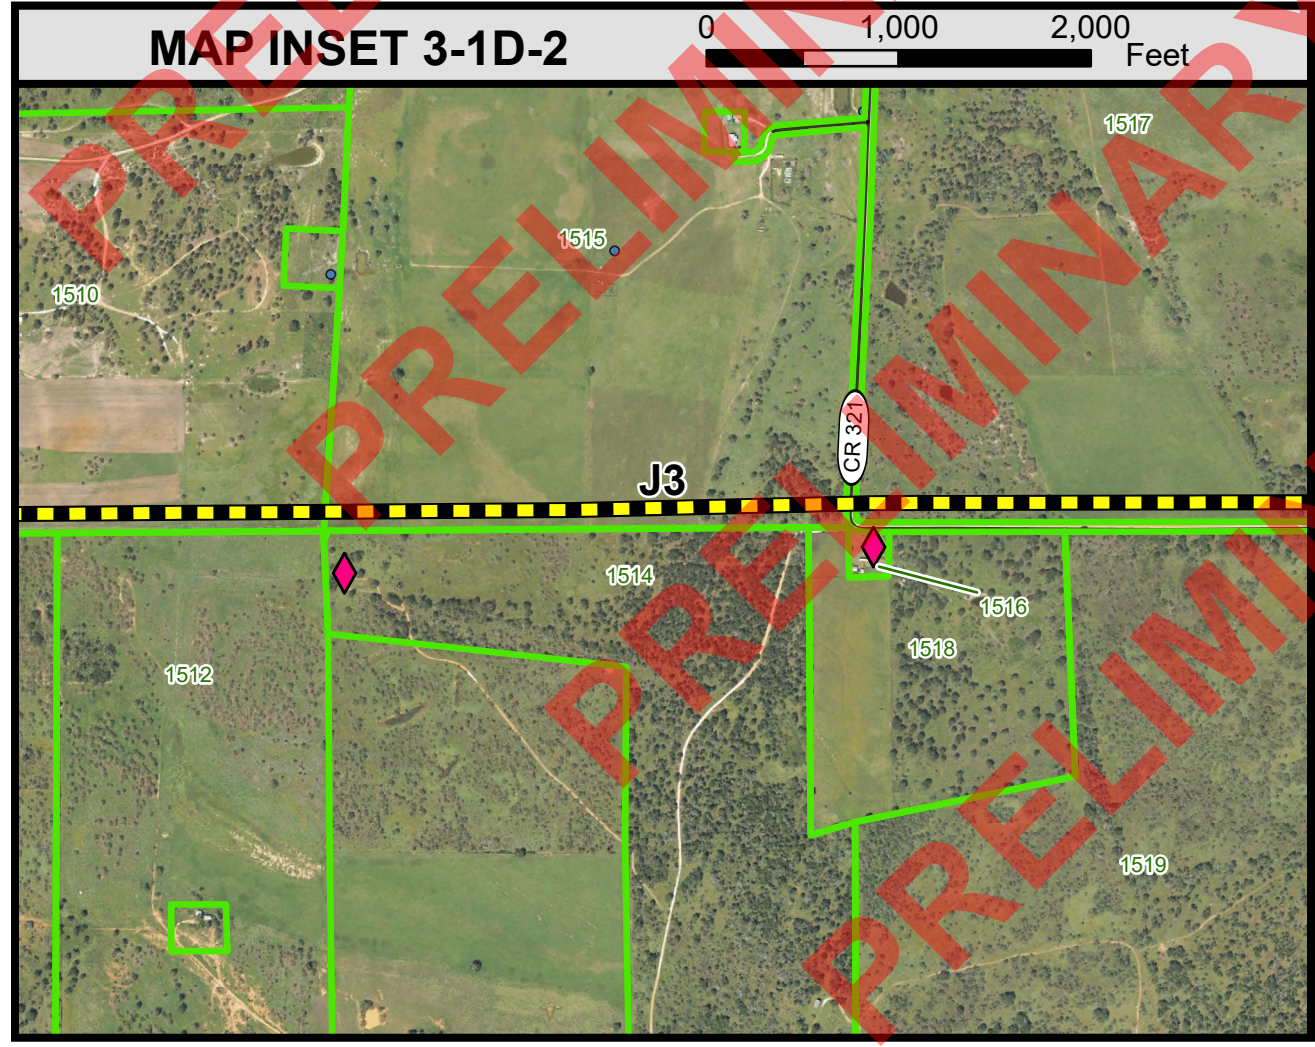 MAP INSET 3-1D-2
0 1,000 2,000
Feet
1517
1515
1510
CR 321
J3
1514
1516
1518
1512
1519
PRELIMINARY
PRELIMINARY
PRELIMINARY
PRELIMINARY